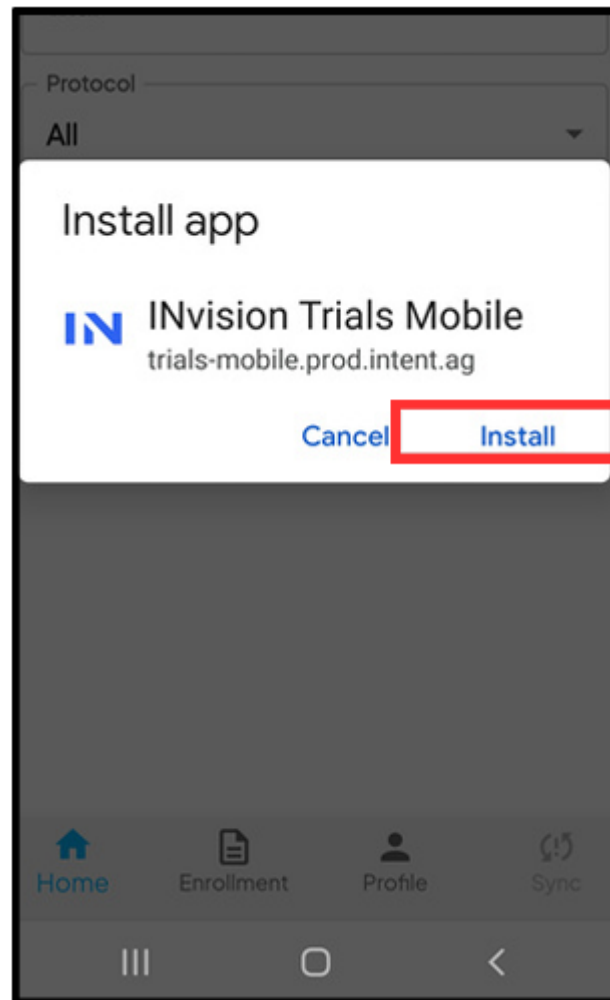 Protocol
All
Install app
IN INvision Trials Mobile
trials-mobile.prod.intent.ag
Cancel Install
Home Enrollment Profile Sync